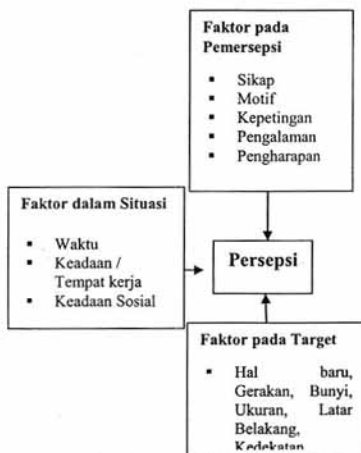 Faktor pada
Pemersepsi
▪ Sikap
▪ Motif
▪ Kepetingan
▪ Pengalaman
▪ Pengharapan
Faktor dalam Situasi
▪ Waktu
▪ Keadaan /
Tempat kerja
▪ Keadaan Sosial
Persepsi
Faktor pada Target
▪ Hal baru,
Gerakan, Bunyi,
Ukuran, Latar
Belakang,
Kedekatan